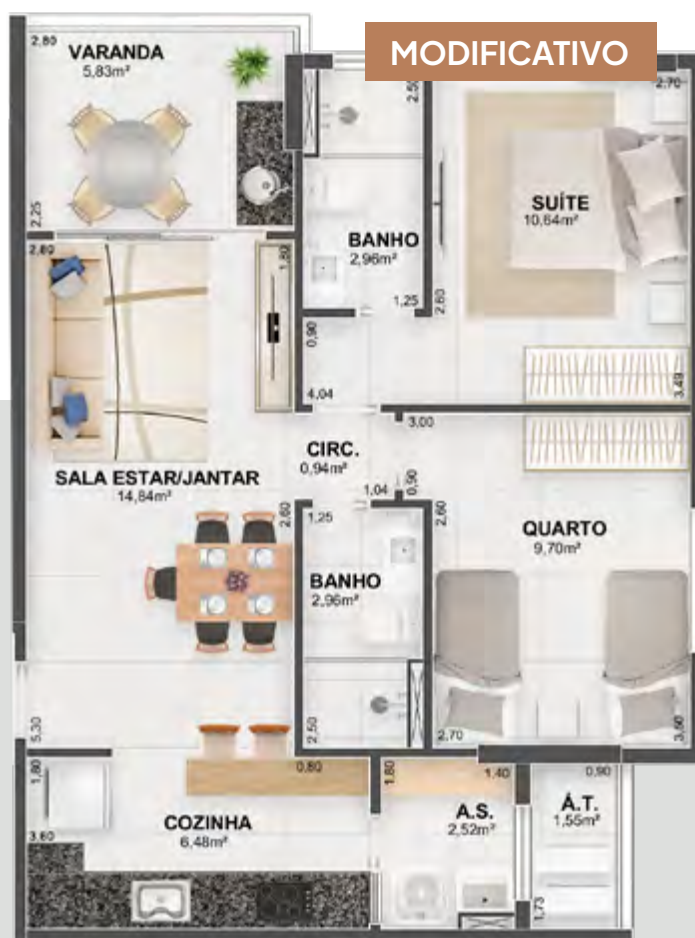 MODIFICATIVO
2,80
VARANDA
5,83m²
2,25
2,50
2,70
SUÍTE
10,64m²
BANHO
2,96m²
1,25
2,60
2,80
1,80
0,90
4,04
3,49
3,00
CIRC.
0,94m²
1,04
0,90
SALA ESTAR/JANTAR
14,84m²
2,60
1,25
2,60
QUARTO
9,70m²
BANHO
2,96m²
5,30
2,50
2,70
3,60
1,80
0,80
1,80
1,40
0,90
COZINHA
6,48m²
A.S.
2,52m²
Á.T.
1,55m²
3,60
1,73